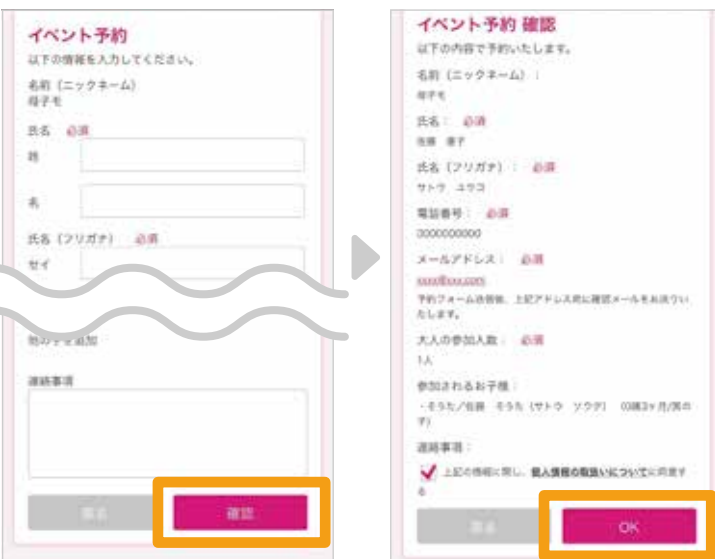 イベント予約
以下の情報を入力してください。
名前（ニックネーム）
母子モ
氏名 必須
姓
名
氏名（フリガナ） 必須
セイ
他の子を追加
連絡事項
戻る
確認
イベント予約 確認
以下の内容で予約いたします。
名前（ニックネーム）：
母子モ
氏名： 必須
佐藤
氏名（フリガナ）： 必須
サトウ ユウコ
電話番号： 必須
0000000000
メールアドレス： 必須
xxxx@xxx.com
予約フォーム送信後、上記アドレス宛に確認メールをお送りい
たします。
大人の参加人数： 必須
1人
参加されるお子様：
・そうた/佐藤 そうた（サトウ ソウタ） (0歳3ヶ月/男の
子)
連絡事項：
上記の情報に関し、個人情報の取扱いについてに同意す
る
戻る
OK